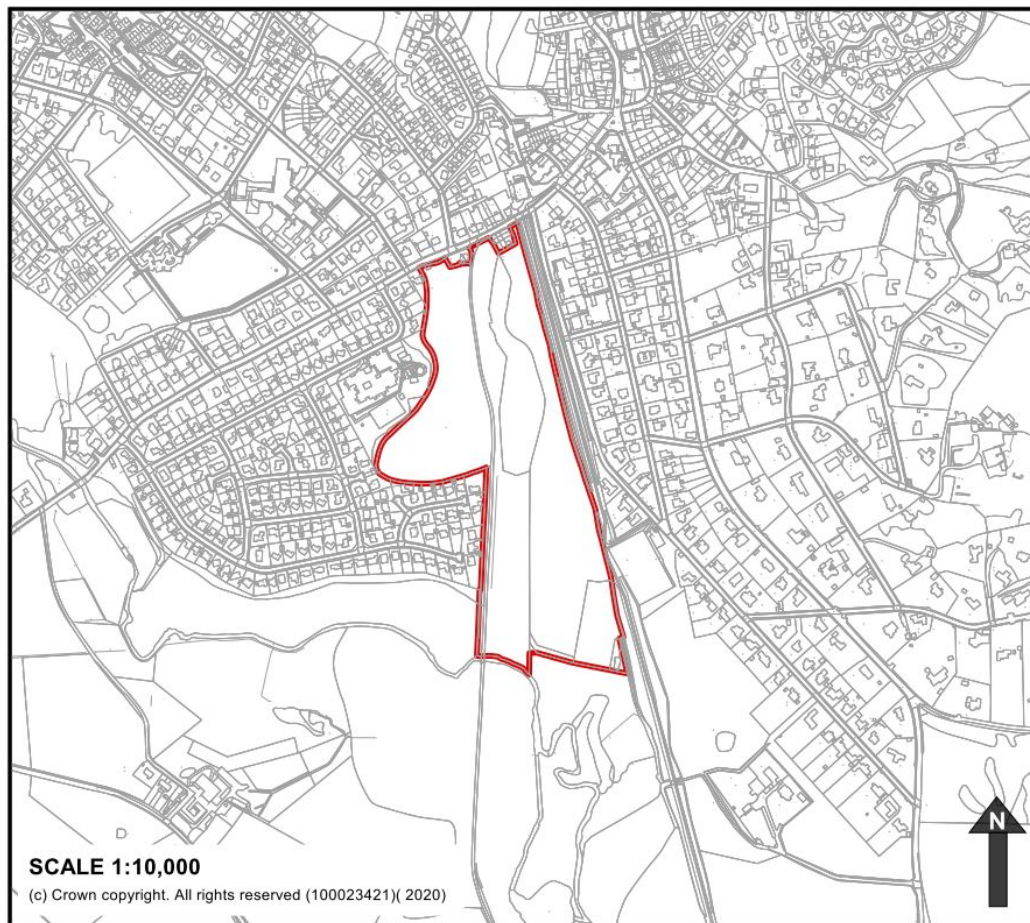 N
SCALE 1:10,000
(c) Crown copyright. All rights reserved (100023421)( 2020)